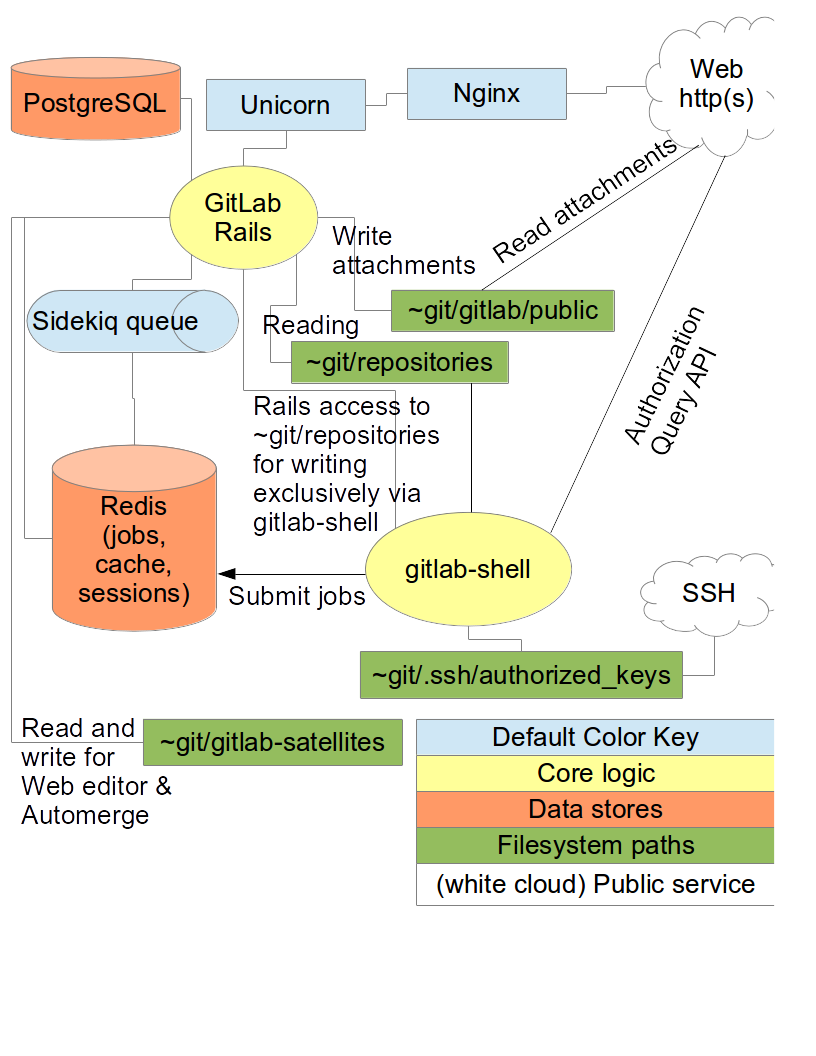 Web
http(s)
PostgreSQL
Unicorn
Nginx
GitLab
Rails
Read attachments
Write
attachments
~git/gitlab/public
Sidekiq queue
Reading
~git/repositories
Authorization
Query API
Rails access to
~git/repositories
for writing
exclusively via
gitlab-shell
Redis
(jobs,
cache,
sessions)
gitlab-shell
Submit jobs
SSH
~git/.ssh/authorized_keys
Read and
write for
Web editor &
Automerge
~git/gitlab-satellites
Default Color Key
Core logic
Data stores
Filesystem paths
(white cloud) Public service